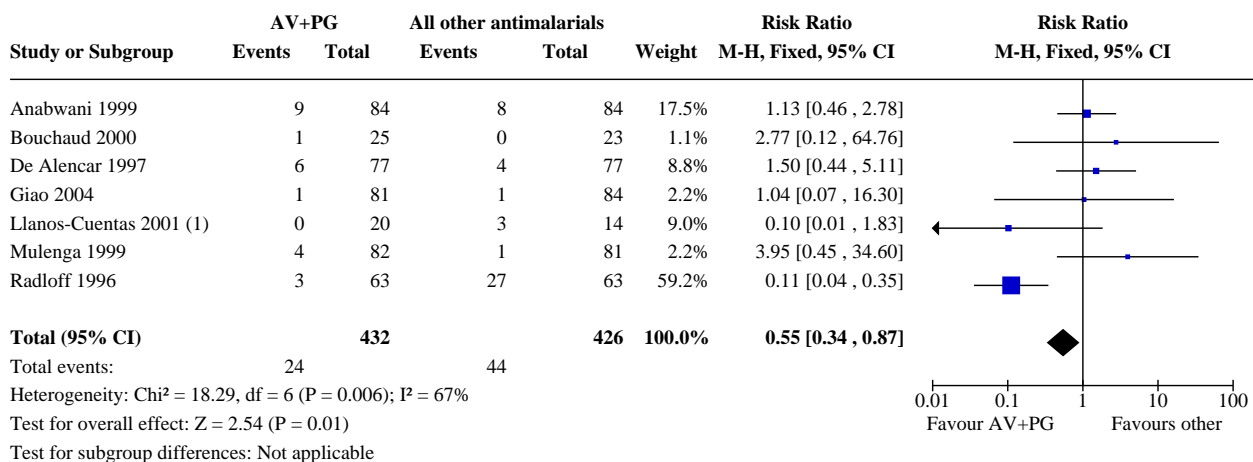 AV+PG All other antimalarials Risk Ratio Risk Ratio
Study or Subgroup Events Total Events Total Weight M-H, Fixed, 95% CI M-H, Fixed, 95% CI
Anabwani 1999 9 84 8 84 17.5% 1.13 [0.46 , 2.78]
Bouchaud 2000 1 25 0 23 1.1% 2.77 [0.12 , 64.76]
De Alencar 1997 6 77 4 77 8.8% 1.50 [0.44 , 5.11]
Giao 2004 1 81 1 84 2.2% 1.04 [0.07 , 16.30]
Llanos-Cuentas 2001 (1) 0 20 3 14 9.0% 0.10 [0.01 , 1.83]
Mulenga 1999 4 82 1 81 2.2% 3.95 [0.45 , 34.60]
Radloff 1996 3 63 27 63 59.2% 0.11 [0.04 , 0.35]
Total (95% CI) 432 426 100.0% 0.55 [0.34 , 0.87]
Total events: 24 44
Heterogeneity: Chi² = 18.29, df = 6 (P = 0.006); I² = 67%
0.01 0.1 1 10 100
Test for overall effect: Z = 2.54 (P = 0.01) Favour AV+PG Favours other
Test for subgroup differences: Not applicable